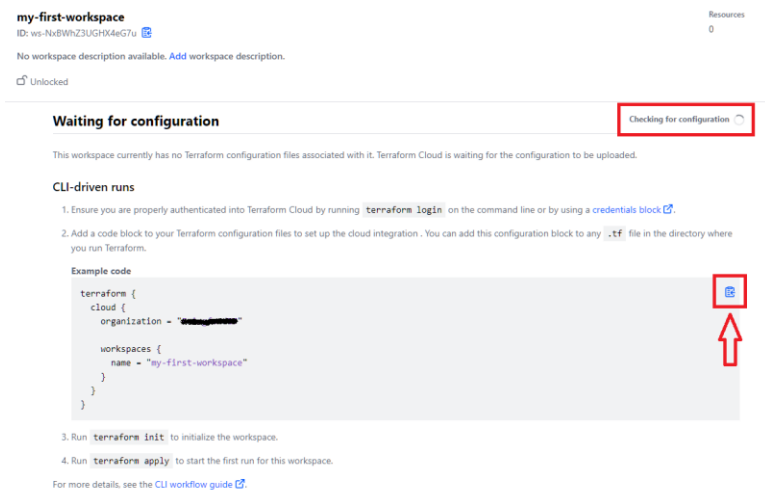 my-first-workspace
Resources
ID: ws-NxBWhZ3UGHX4eG7u
0
No workspace description available. Add workspace description.
Unlocked
Waiting for configuration
Checking for configuration
This workspace currently has no Terraform configuration files associated with it. Terraform Cloud is waiting for the configuration to be uploaded.
CLI-driven runs
1. Ensure you are properly authenticated into Terraform Cloud by running terraform login on the command line or by using a credentials block.
2. Add a code block to your Terraform configuration files to set up the cloud integration . You can add this configuration block to any .tf file in the directory where
you run Terraform.
Example code
terraform {
cloud {
organization = " "
workspaces {
name = "my-first-workspace"
}
}
}
3. Run terraform init to initialize the workspace.
4. Run terraform apply to start the first run for this workspace.
For more details, see the CLI workflow guide.